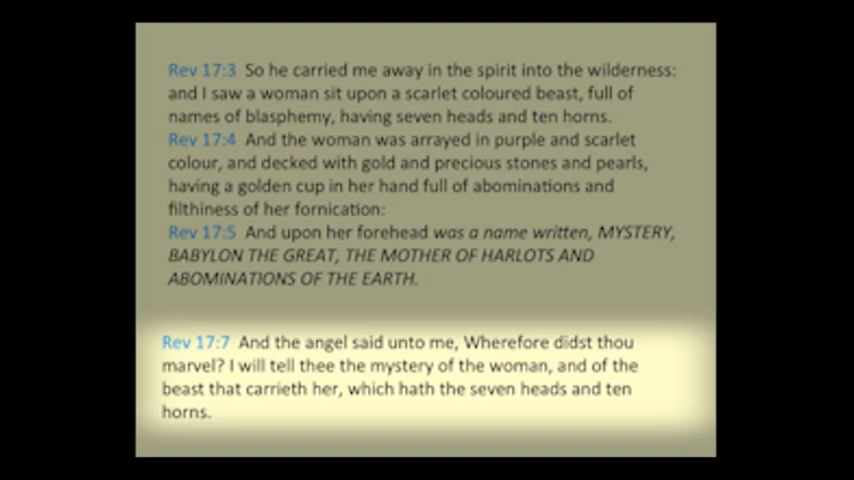 Rev 17:3 So he carried me away in the spirit into the wilderness:
and I saw a woman sit upon a scarlet coloured beast, full of
names of blasphemy, having seven heads and ten horns.
Rev 17:4 And the woman was arrayed in purple and scarlet
colour, and decked with gold and precious stones and pearls,
having a golden cup in her hand full of abominations and
filthiness of her fornication:
Rev 17:5 And upon her forehead was a name written, MYSTERY,
BABYLON THE GREAT, THE MOTHER OF HARLOTS AND
ABOMINATIONS OF THE EARTH.
Rev 17:7 And the angel said unto me, Wherefore didst thou
marvel? I will tell thee the mystery of the woman, and of the
beast that carrieth her, which hath the seven heads and ten
horns.